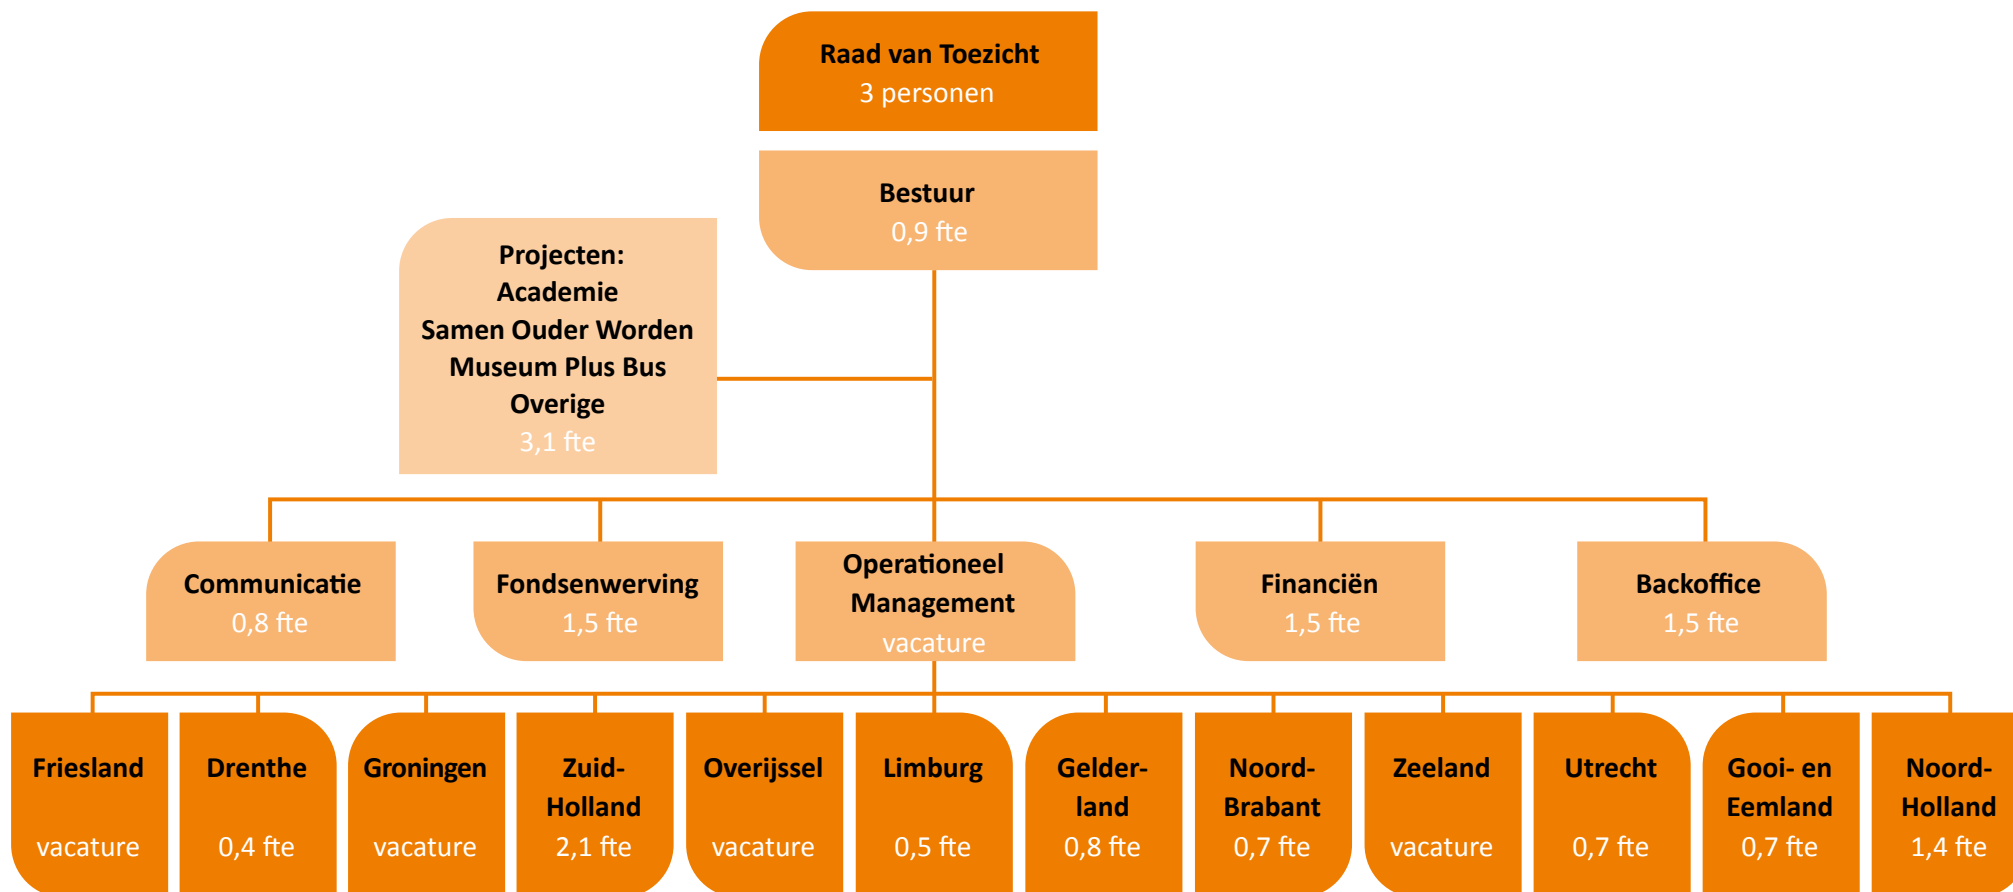 Raad van Toezicht
3 personen
Bestuur
0,9 fte
Projecten:
Academie
Samen Ouder Worden
Museum Plus Bus
Overige
3,1 fte
Communicatie
0,8 fte
Fondsenwerving
1,5 fte
Operationeel
Management
vacature
Financiën
1,5 fte
Backoffice
1,5 fte
Friesland
vacature
Drenthe
0,4 fte
Groningen
vacature
Zuid-
Holland
2,1 fte
Overijssel
vacature
Limburg
0,5 fte
Gelder-
land
0,8 fte
Noord-
Brabant
0,7 fte
Zeeland
vacature
Utrecht
0,7 fte
Gooi- en
Eemland
0,7 fte
Noord-
Holland
1,4 fte